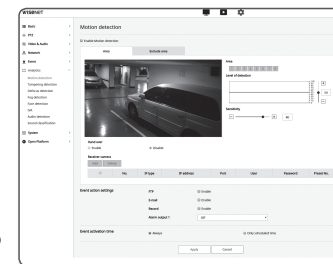 WISENET
Basic
PTZ
Video & Audio
Network
Event
Analytics
Motion detection
Tampering detection
Defocus detection
Fog detection
Face detection
IVA
Audio detection
Sound classification
System
Open Platform
Motion detection
Enable Motion detection
Area
Exclude area
Area
Level of detection
Sensitivity
80
Handover
Enable
Disable
Receiver camera
No.
IP type
IP address
Port
User
Password
Preset No.
Event action settings
FTP
Enable
E-mail
Enable
Record
Enable
Alarm output 1
Off
Event activation time
Always
Only scheduled time
Apply
Cancel